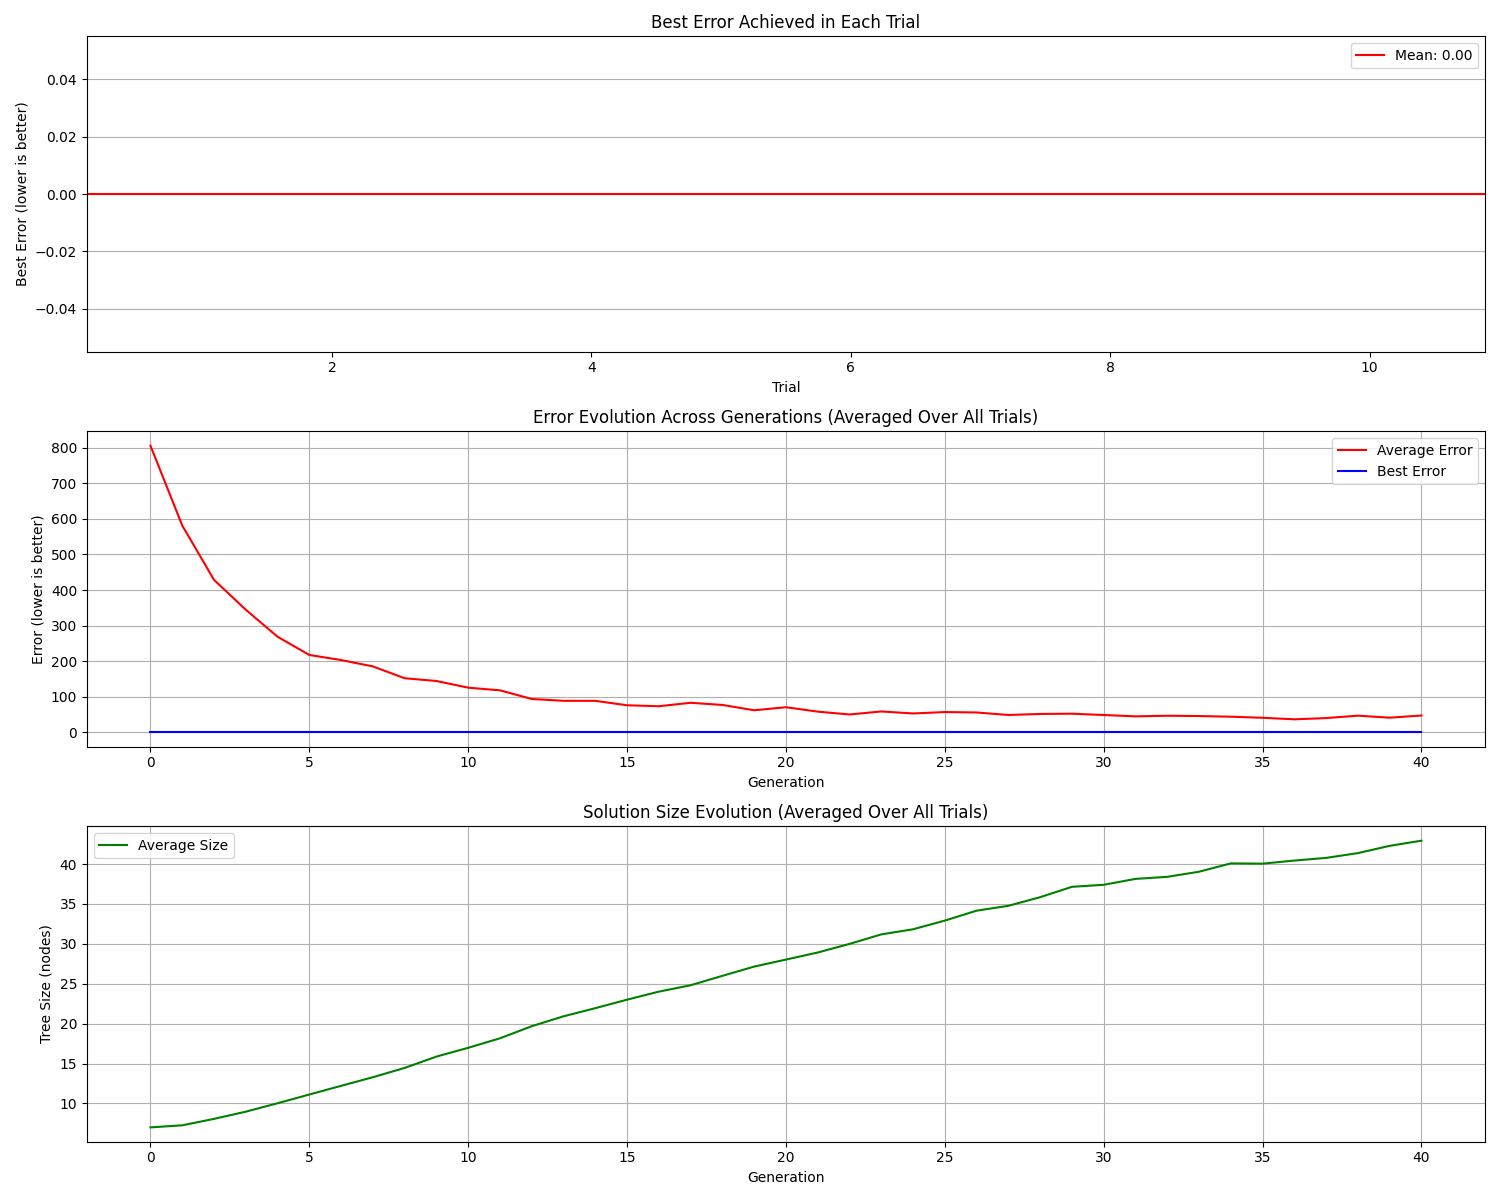 Best Error Achieved in Each Trial
Mean: 0.00
Best Error (lower is better)
0.04
0.02
0.00
−0.02
−0.04
2 4 6 8 10
Trial
Error Evolution Across Generations (Averaged Over All Trials)
Average Error
Best Error
Error (lower is better)
800
700
600
500
400
300
200
100
0
0 5 10 15 20 25 30 35 40
Generation
Solution Size Evolution (Averaged Over All Trials)
Average Size
Tree Size (nodes)
40
35
30
25
20
15
10
0 5 10 15 20 25 30 35 40
Generation